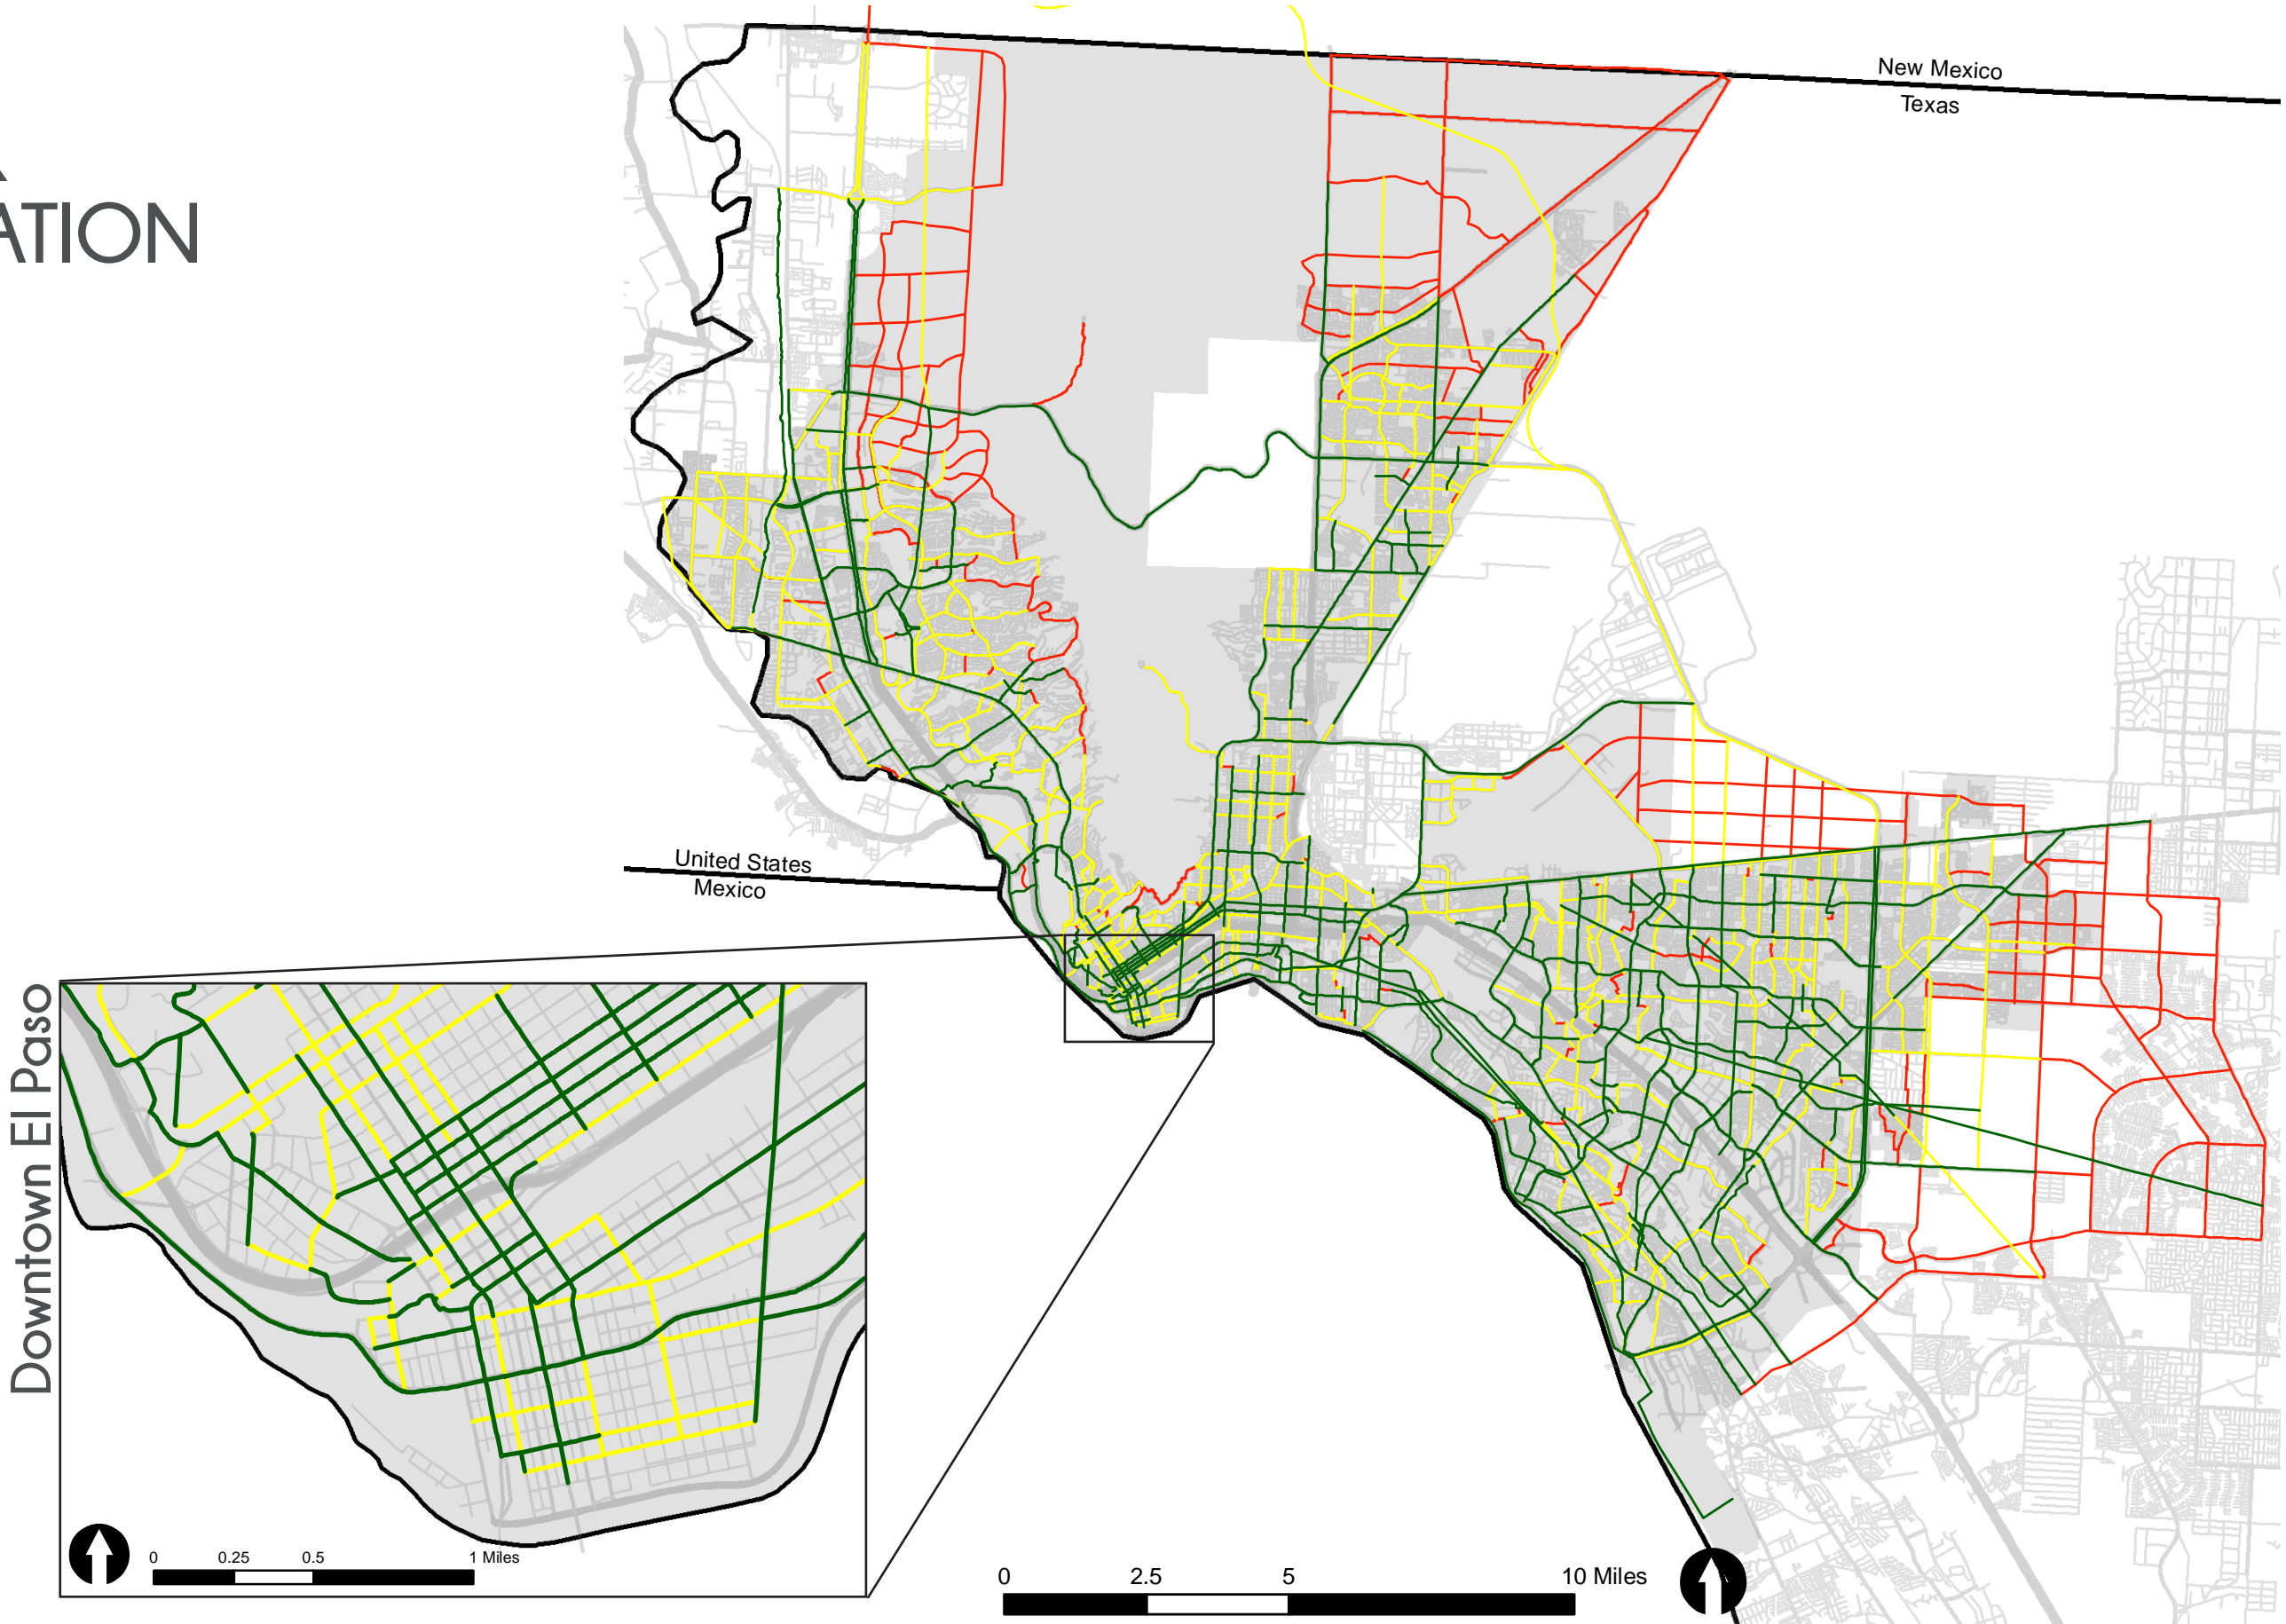 ATION
New Mexico
Texas
United States
Mexico
Downtown El Paso
0 0.25 0.5 1 Miles
0 2.5 5 10 Miles